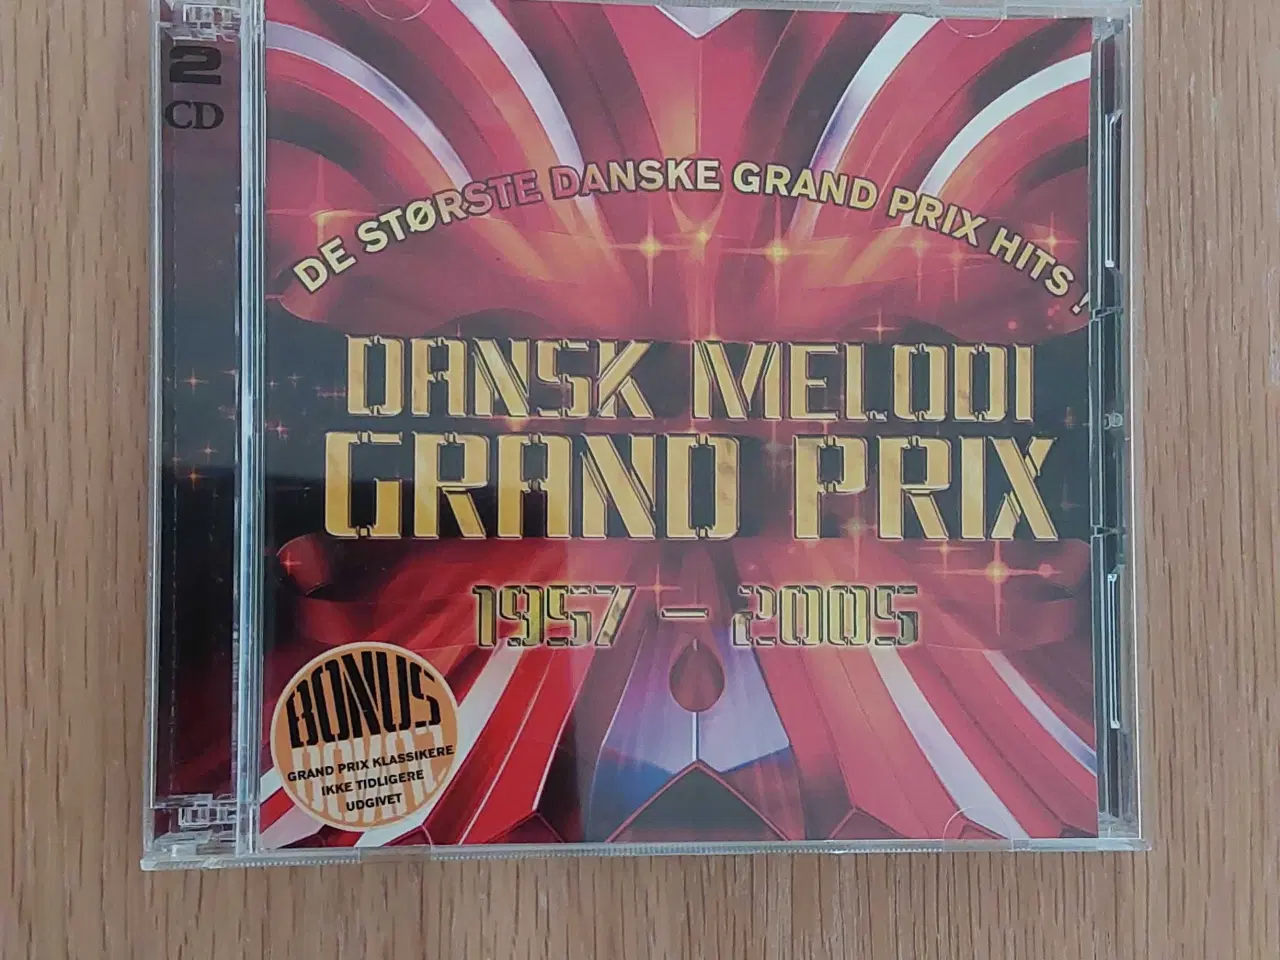 2
CD
DE STØRSTE DANSKE GRAND PRIX HITS!
DANSK MELODI
GRAND PRIX
1957 - 2005
BONUS
GRAND PRIX KLASSIKERE
IKKE TIDLIGERE
UDGIVET